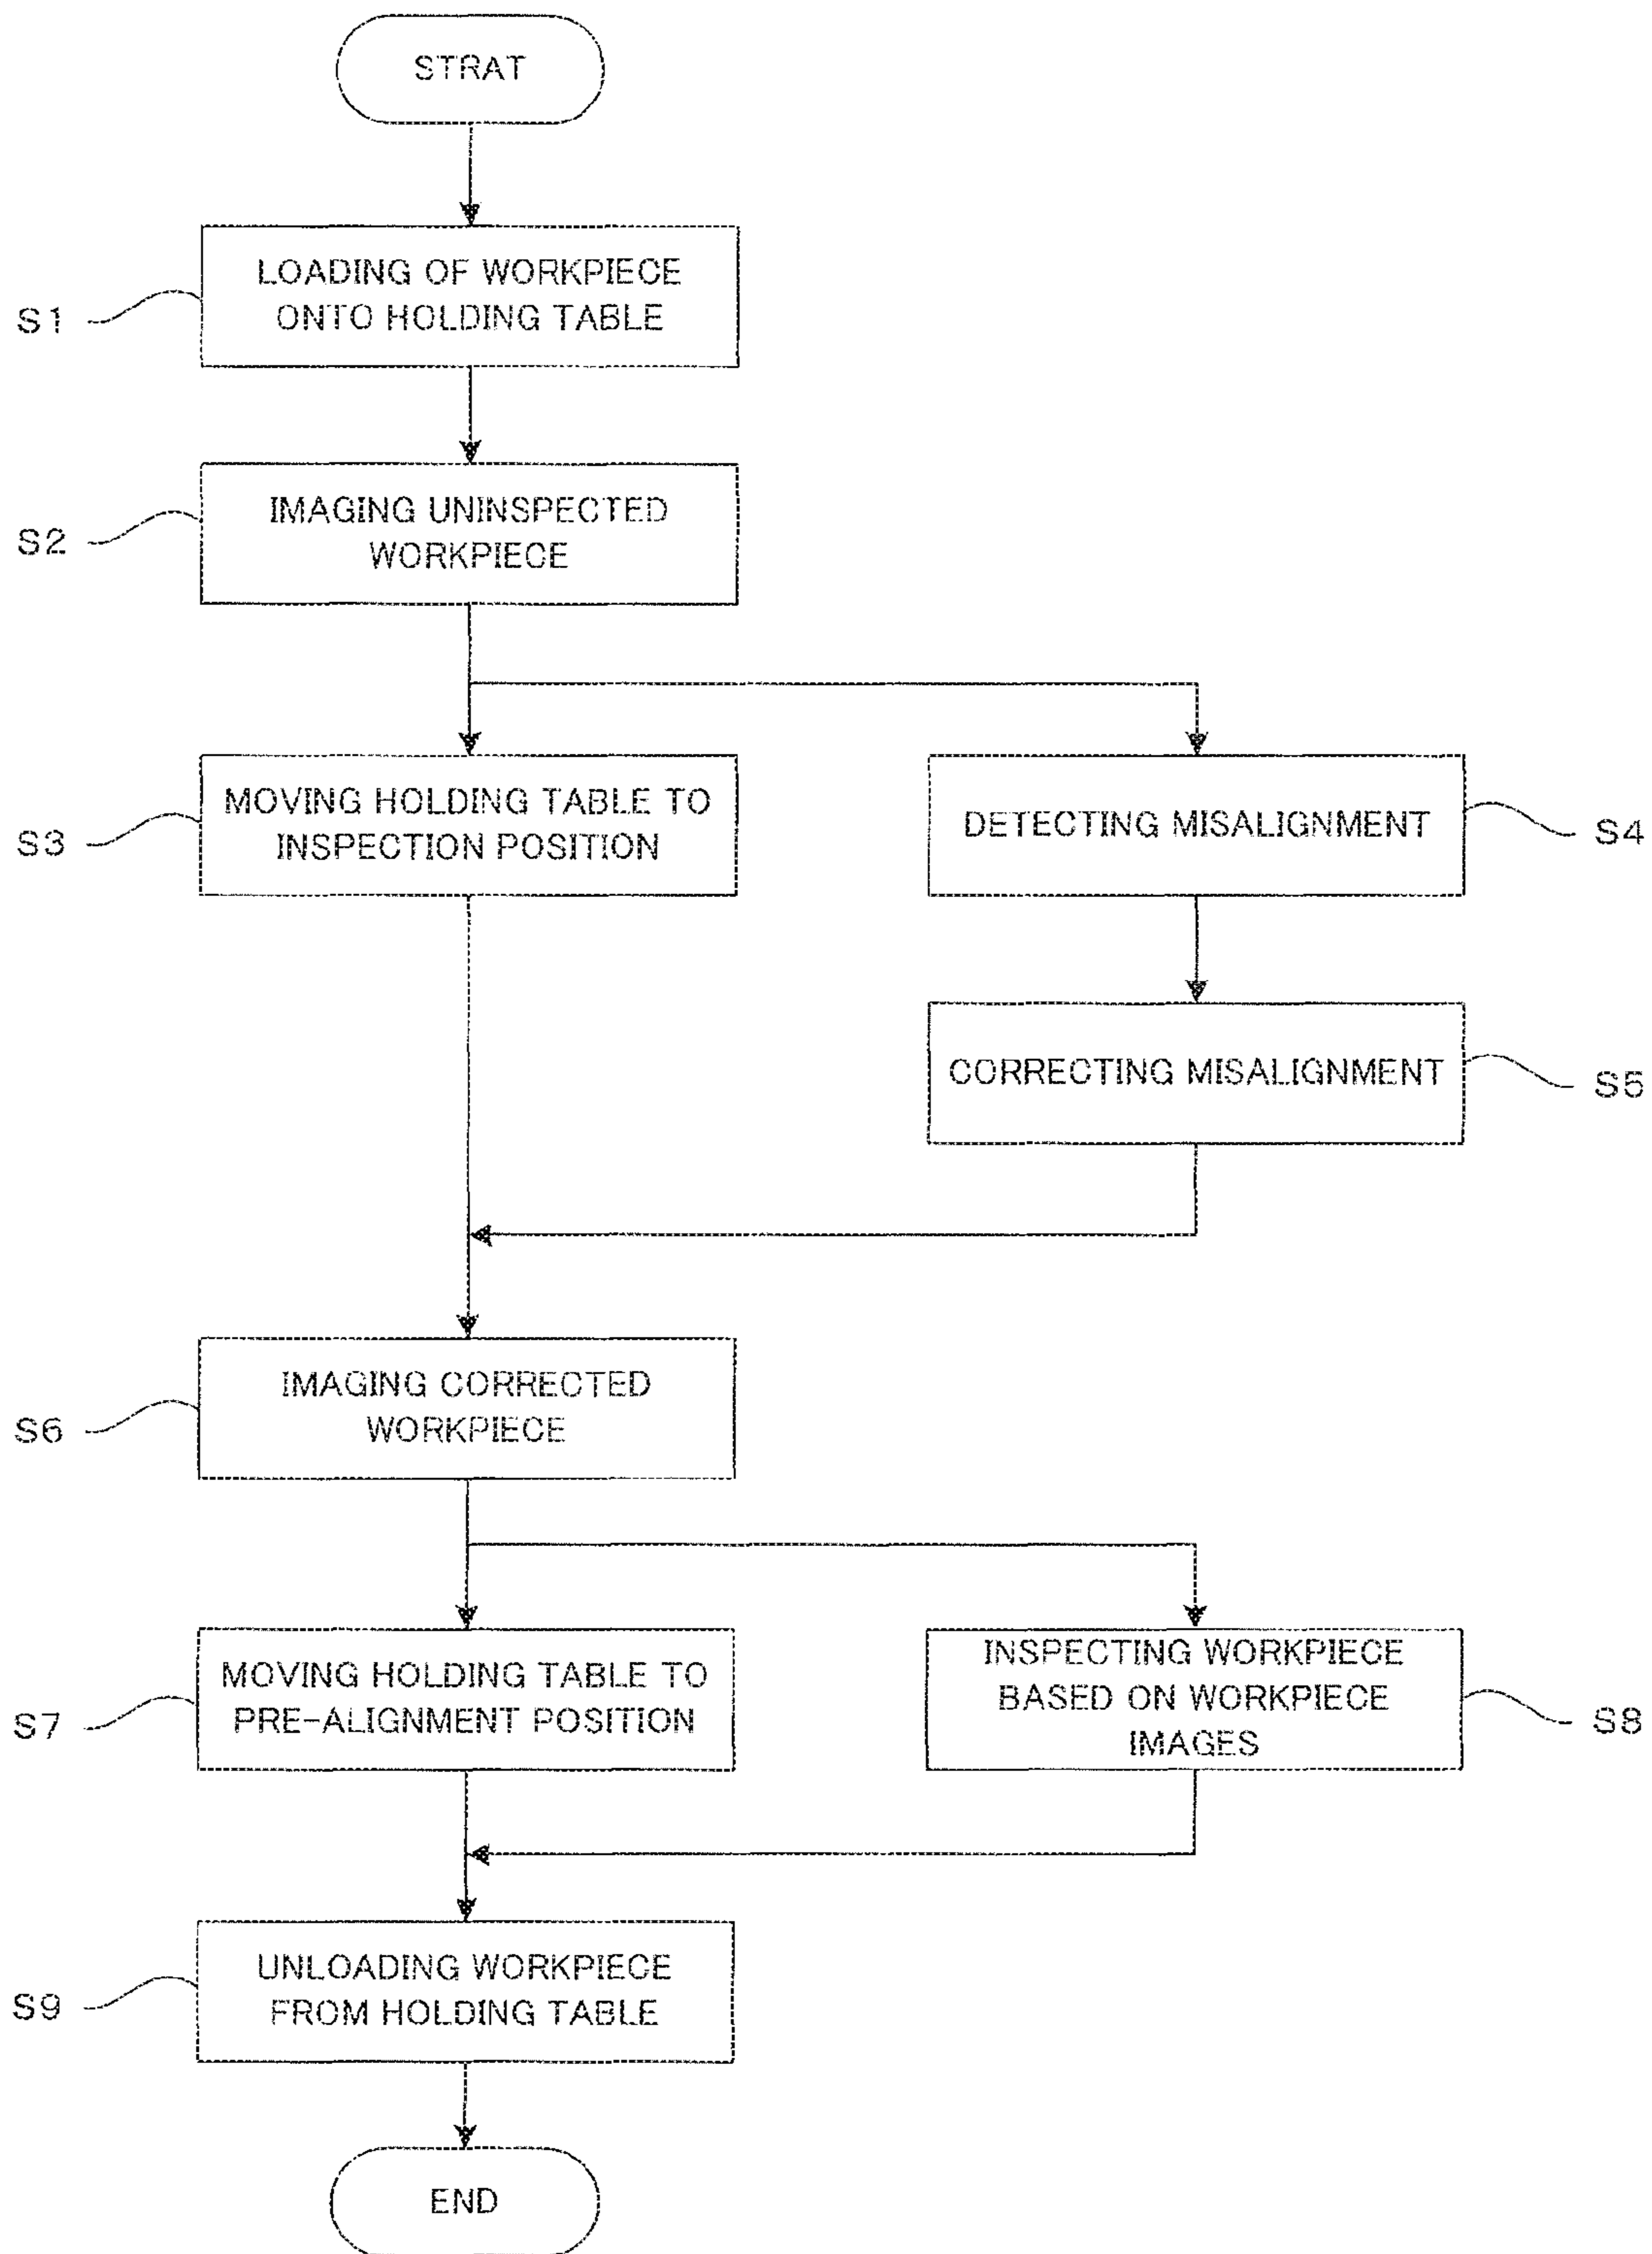 STRAT
S1
LOADING OF WORKPIECE
ONTO HOLDING TABLE
S2
IMAGING UNINSPECTED
WORKPIECE
S3
MOVING HOLDING TABLE TO
INSPECTION POSITION
DETECTING MISALIGNMENT
S4
CORRECTING MISALIGNMENT
S5
S6
IMAGING CORRECTED
WORKPIECE
S7
MOVING HOLDING TABLE TO
PRE-ALIGNMENT POSITION
INSPECTING WORKPIECE
BASED ON WORKPIECE
IMAGES
S8
S9
UNLOADING WORKPIECE
FROM HOLDING TABLE
END